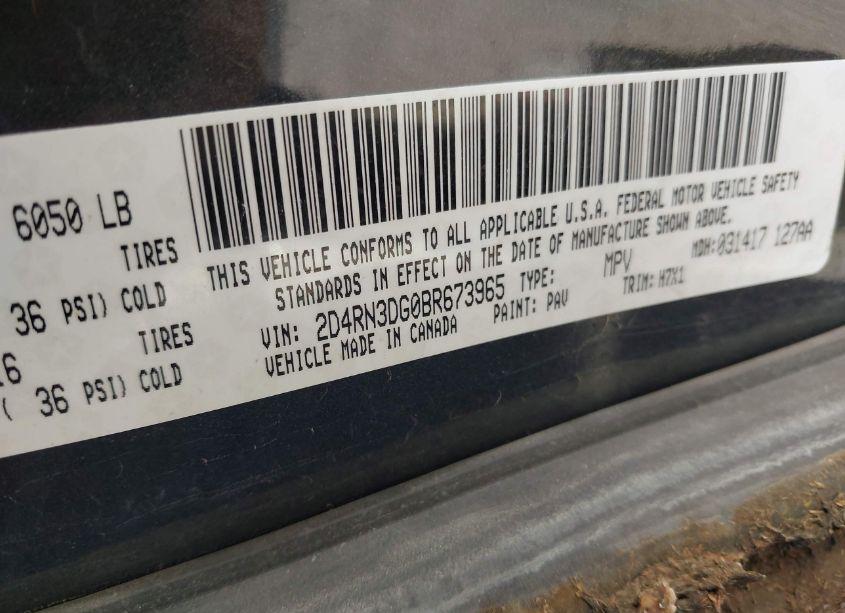 6050 LB
TIRES
36 PSI) COLD
16
TIRES
( 36 PSI) COLD
THIS VEHICLE CONFORMS TO ALL APPLICABLE U.S.A. FEDERAL MOTOR VEHICLE SAFETY
STANDARDS IN EFFECT ON THE DATE OF MANUFACTURE SHOWN ABOVE.
VIN: 2D4RN3DG0BR673965 TYPE: MPV MDH:031417 127AA
VEHICLE MADE IN CANADA PAINT: PAV TRIM: H7X1